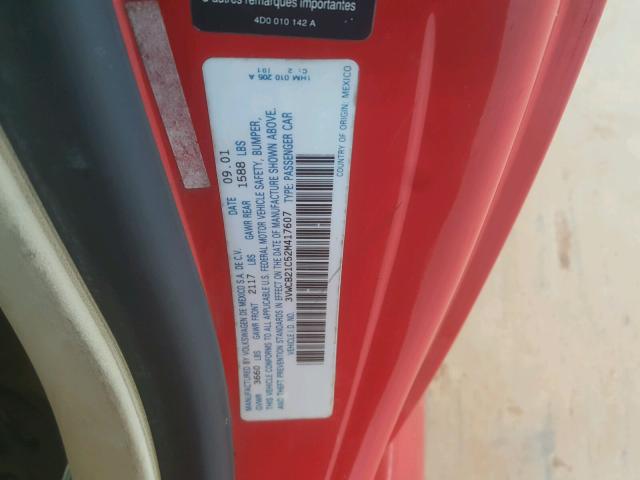 d'autres remarques importantes
4D0 010 142 A
1HM 010 205 A
MANUFACTURED BY VOLKSWAGEN DE MEXICO S.A. DE C.V. DATE 09.01
GVWR 3660 LBS GAWR FRONT 2117 LBS GAWR REAR 1588 LBS
THIS VEHICLE CONFORMS TO ALL APPLICABLE U.S. FEDERAL MOTOR VEHICLE SAFETY, BUMPER,
AND THEFT PREVENTION STANDARDS IN EFFECT ON THE DATE OF MANUFACTURE SHOWN ABOVE.
VEHICLE I.D. NO. 3VWCB21C52M417607 TYPE: PASSENGER CAR
COUNTRY OF ORIGIN: MEXICO